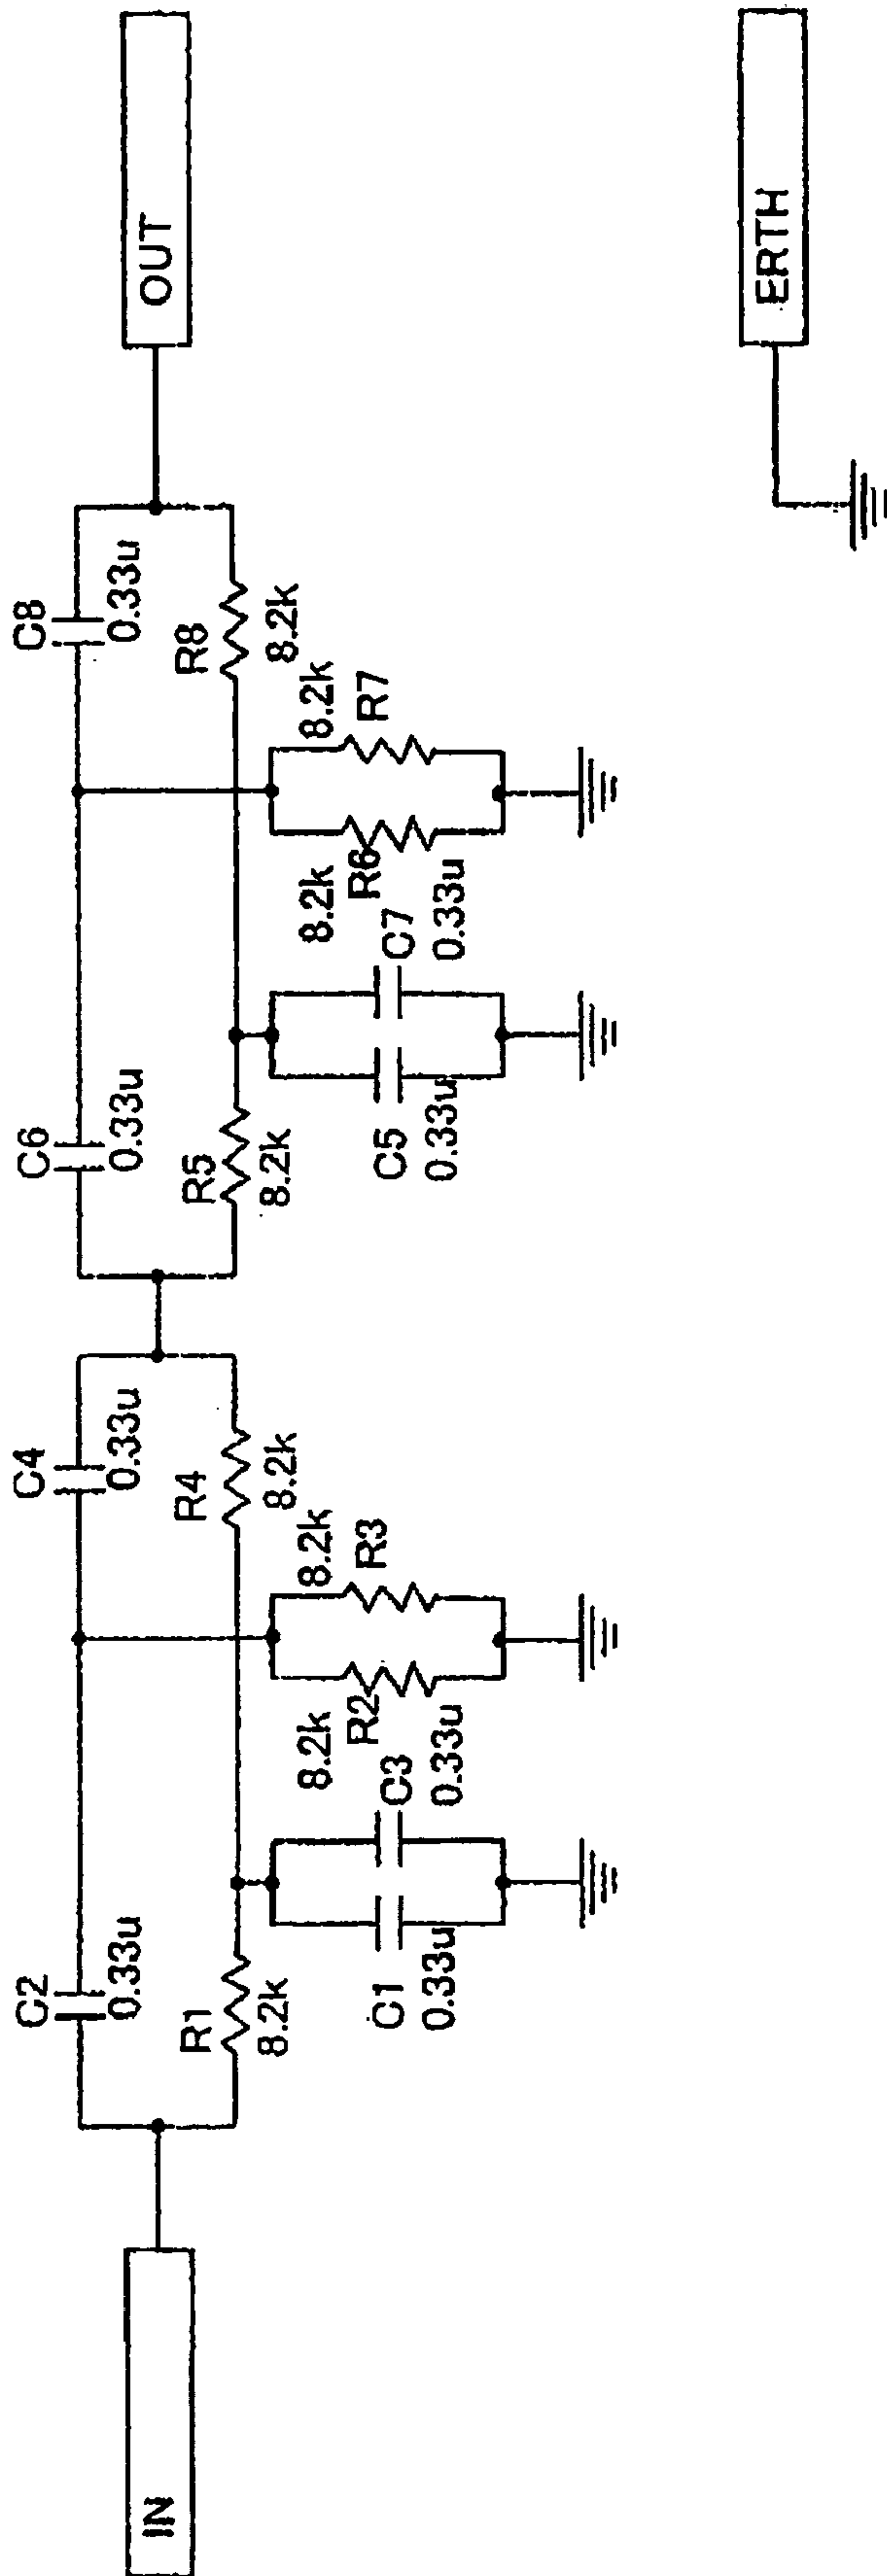 IN
C2
0.33u
R1
8.2k
C1
0.33u
C3
0.33u
8.2k
R2
8.2k
R3
C4
0.33u
R4
8.2k
C6
0.33u
R5
8.2k
C5
0.33u
C7
0.33u
8.2k
R6
8.2k
R7
C8
0.33u
R8
8.2k
OUT
ERTH